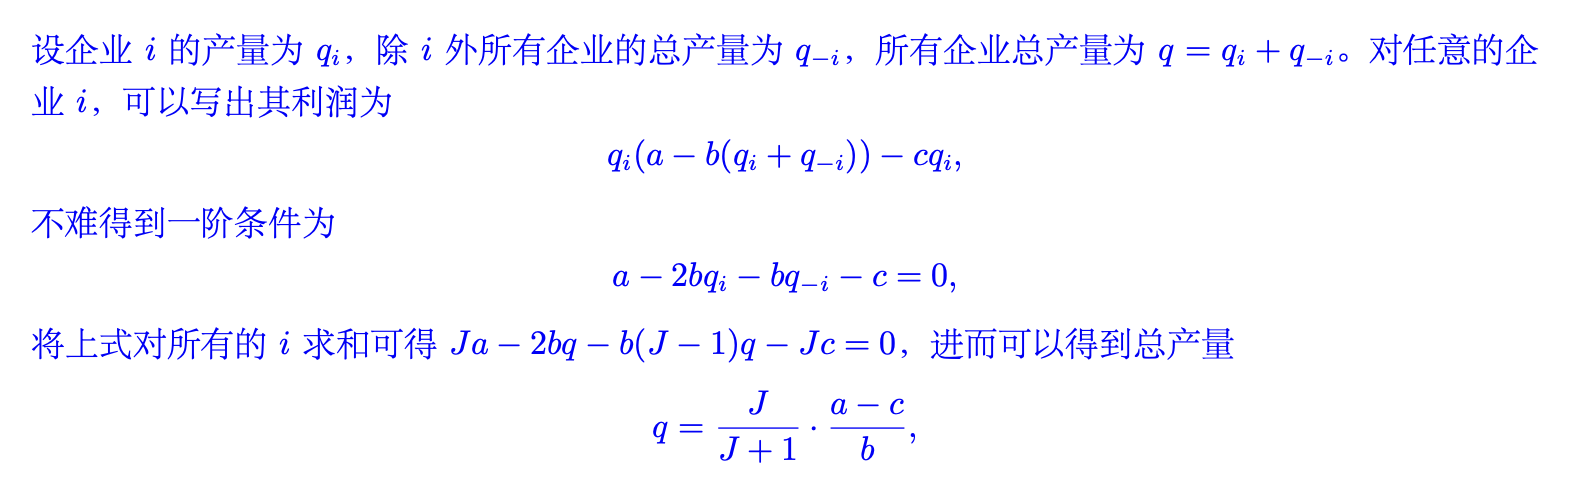 设企业 i 的产量为 q_i，除 i 外所有企业的总产量为 q_{-i}，所有企业总产量为 q = q_i + q_{-i}。对任意的企
业 i，可以写出其利润为
q_i(a − b(q_i + q_{-i})) − cq_i,
不难得到一阶条件为
a − 2bq_i − bq_{-i} − c = 0,
将上式对所有的 i 求和可得 Ja − 2bq − b(J − 1)q − Jc = 0，进而可以得到总产量
q = \frac{J}{J + 1} · \frac{a − c}{b},